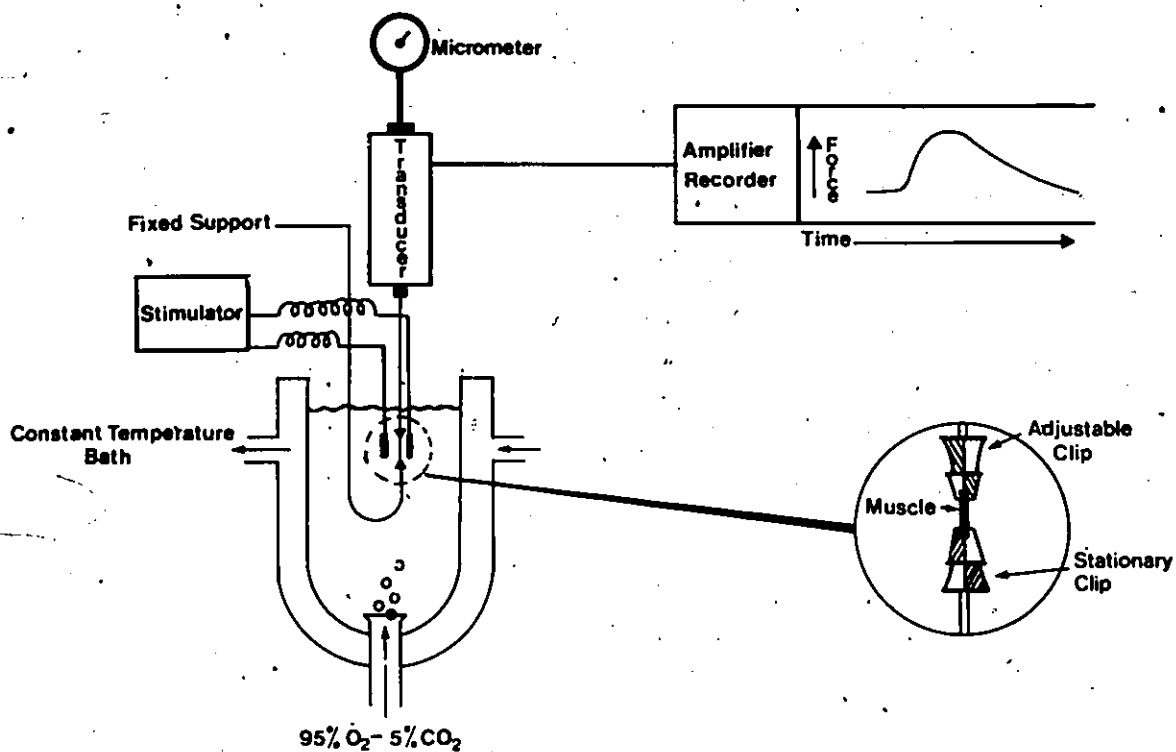 Micrometer
Transducer
Amplifier
Recorder
Force
Time
Fixed Support
Stimulator
Constant Temperature
Bath
Adjustable
Clip
Muscle
Stationary
Clip
95% O₂- 5% CO₂